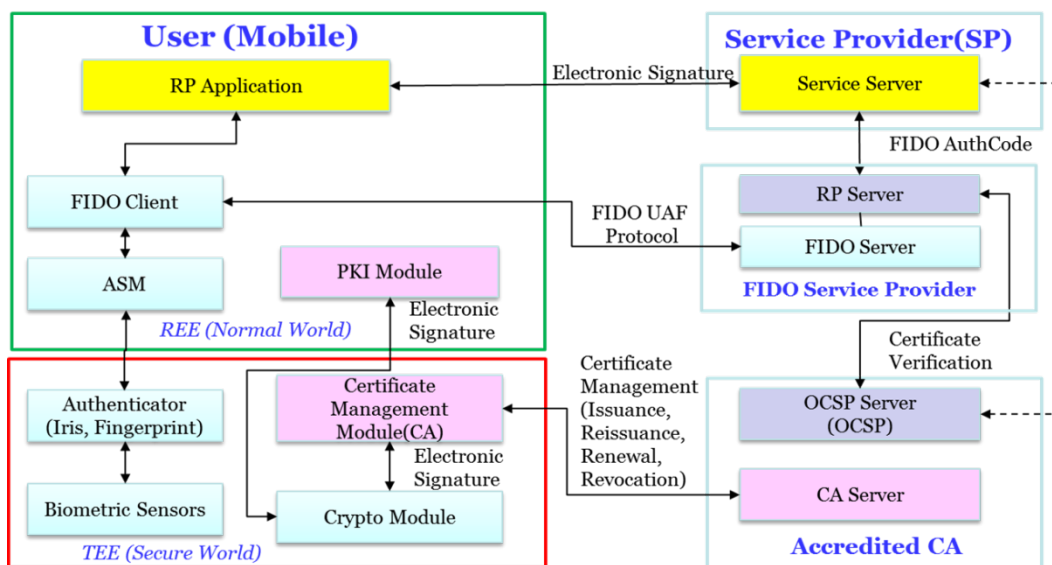 User (Mobile)
RP Application
FIDO Client
ASM
PKI Module
REE (Normal World)
Electronic
Signature
Authenticator
(Iris, Fingerprint)
Biometric Sensors
TEE (Secure World)
Certificate
Management
Module(CA)
Electronic
Signature
Crypto Module
Electronic Signature
FIDO UAF
Protocol
Certificate
Management
(Issuance,
Reissuance,
Renewal,
Revocation)
Service Provider(SP)
Service Server
FIDO AuthCode
RP Server
FIDO Server
FIDO Service Provider
Certificate
Verification
OCSP Server
(OCSP)
CA Server
Accredited CA